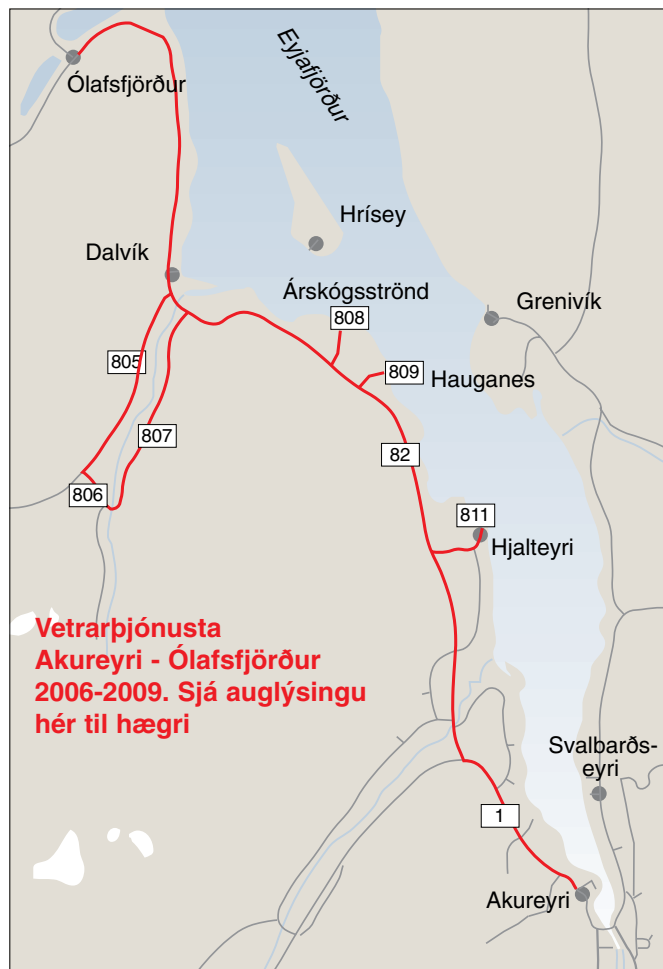 Eyjafjörður
Ólafsfjörður
Hrísey
Dalvík
Árskógsströnd
Grenivík
808
805
809
Hauganes
807
82
806
811
Hjalteyri
Vetrarþjónusta
Akureyri - Ólafsfjörður
2006-2009. Sjá auglýsingu
hér til hægri
Svalbarðs-
eyri
1
Akureyri